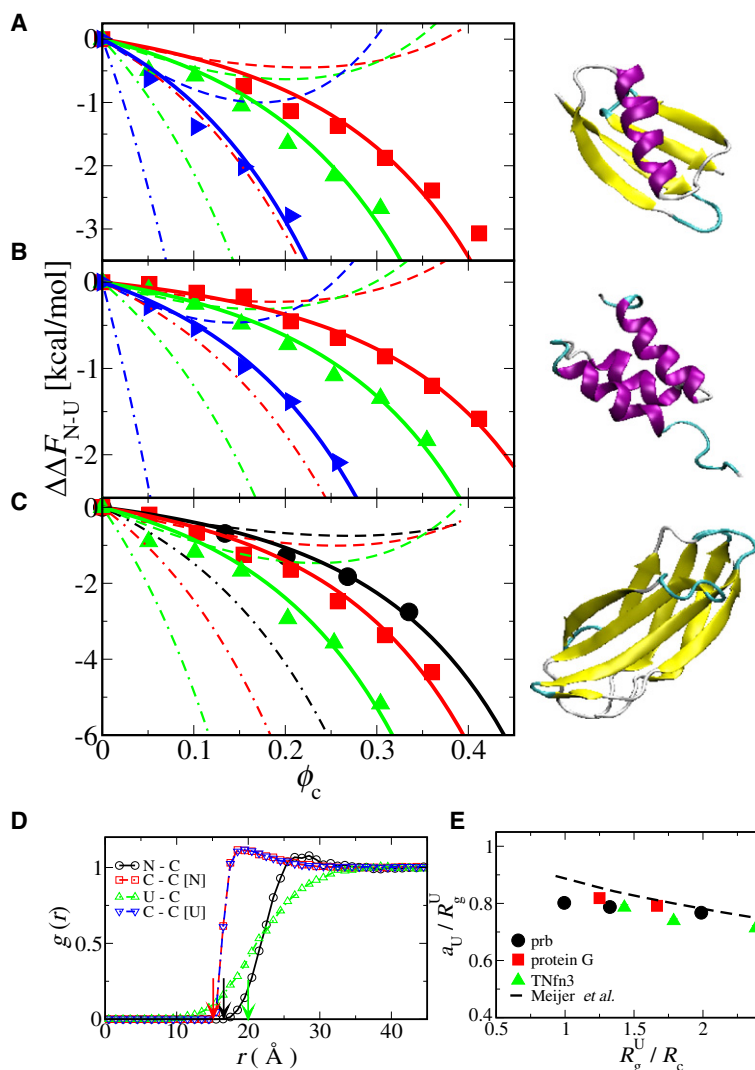 A
0
-1
-2
-3
B
0
-1
-2
C
0
-2
-4
-6
ΔΔF_N-U [kcal/mol]
0 0.1 0.2 0.3 0.4
ϕ_c
D
1
0.5
0
g (r)
N - C
C - C [N]
U - C
C - C [U]
0 10 20 30 40
r ( Å )
E
1
0.8
0.6
0.4
a_U / R_g^U
prb
protein G
TNfn3
Meijer et al.
0.5 1 1.5 2
R_g^U / R_c